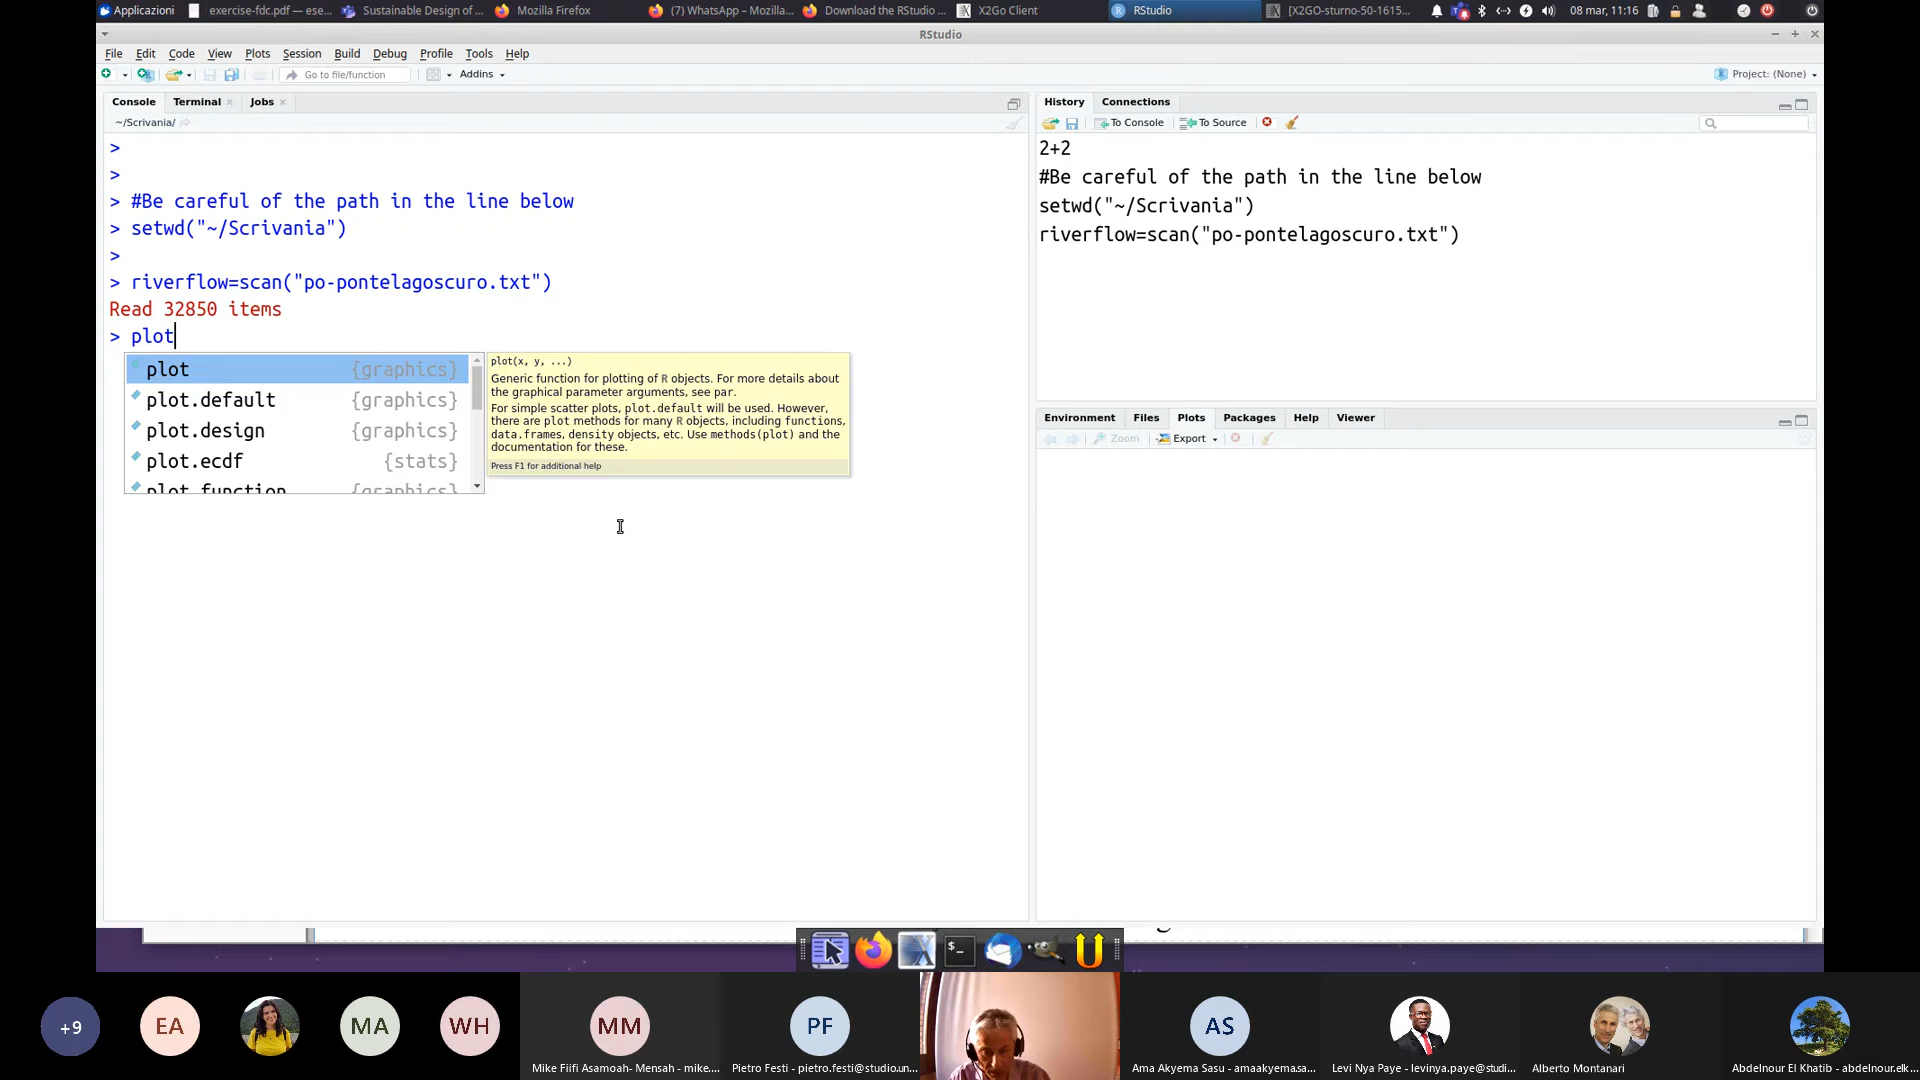 Applicazioni
exercise-fdc.pdf — ese...
Sustainable Design of ...
Mozilla Firefox
(7) WhatsApp – Mozilla...
Download the RStudio ...
X2Go Client
RStudio
[X2GO-sturno-50-1615...
08 mar, 11:16
RStudio
File Edit Code View Plots Session Build Debug Profile Tools Help
Go to file/function
Addins
Project: (None)
Console Terminal Jobs
~/Scrivania/
>
>
> #Be careful of the path in the line below
> setwd("~/Scrivania")
>
> riverflow=scan("po-pontelagoscuro.txt")
Read 32850 items
> plot
plot {graphics}
plot.default {graphics}
plot.design {graphics}
plot.ecdf {stats}
plot.function {graphics}
plot(x, y, ...)
Generic function for plotting of R objects. For more details about
the graphical parameter arguments, see par.
For simple scatter plots, plot.default will be used. However,
there are plot methods for many R objects, including functions,
data.frames, density objects, etc. Use methods(plot) and the
documentation for these.
Press F1 for additional help
History Connections
To Console To Source
2+2
#Be careful of the path in the line below
setwd("~/Scrivania")
riverflow=scan("po-pontelagoscuro.txt")
Environment Files Plots Packages Help Viewer
Zoom Export
+9
EA
MA
WH
MM
PF
AS
Mike Fiifi Asamoah- Mensah - mike....
Pietro Festi - pietro.festi@studio.un...
Ama Akyema Sasu - amaakyema.sa...
Levi Nya Paye - levinya.paye@studi...
Alberto Montanari
Abdelnour El Khatib - abdelnour.elk...